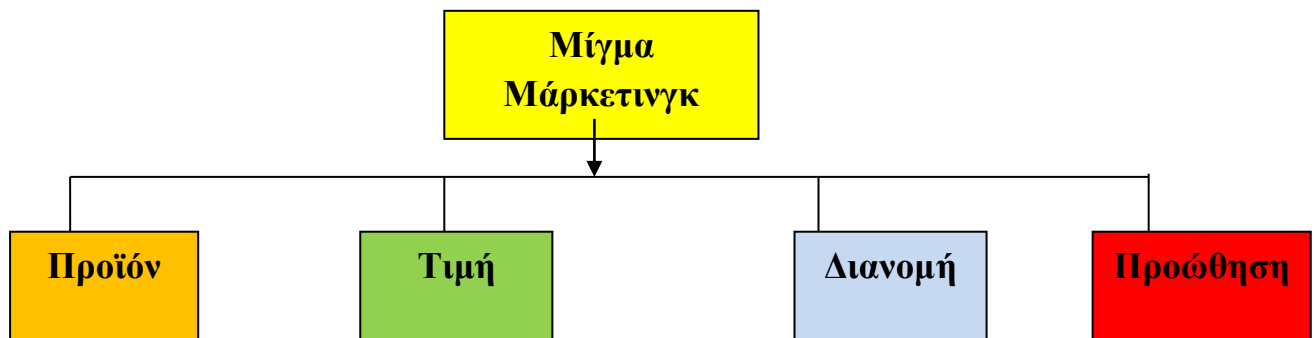 Μίγμα
Μάρκετινγκ
Προϊόν
Τιμή
Διανομή
Προώθηση